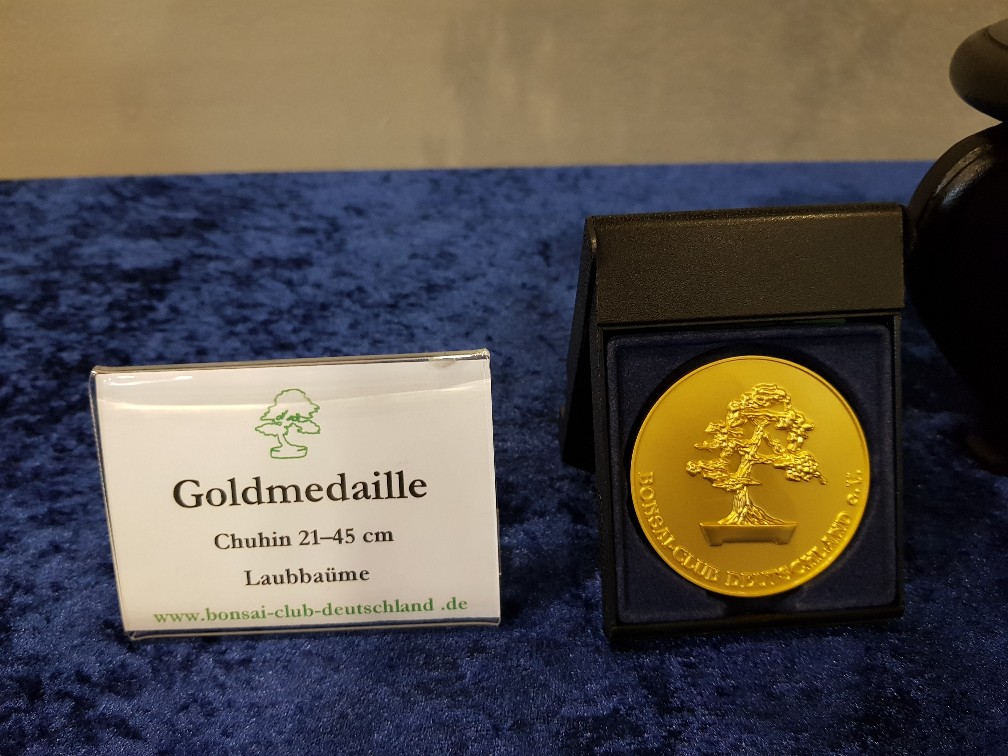 Goldmedaille
Chuhin 21–45 cm
Laubbaüme
www.bonsai-club-deutschland .de
BONSAI-CLUB DEUTSCHLAND e.V.